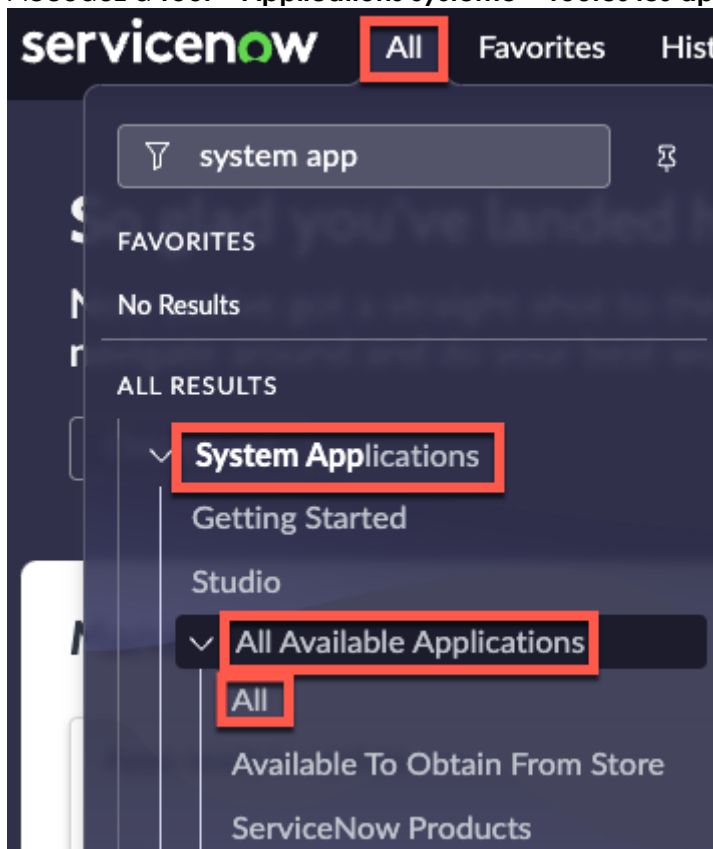 servicenow All Favorites Hist
system app
FAVORITES
No Results
ALL RESULTS
System Applications
Getting Started
Studio
All Available Applications
All
Available To Obtain From Store
ServiceNow Products